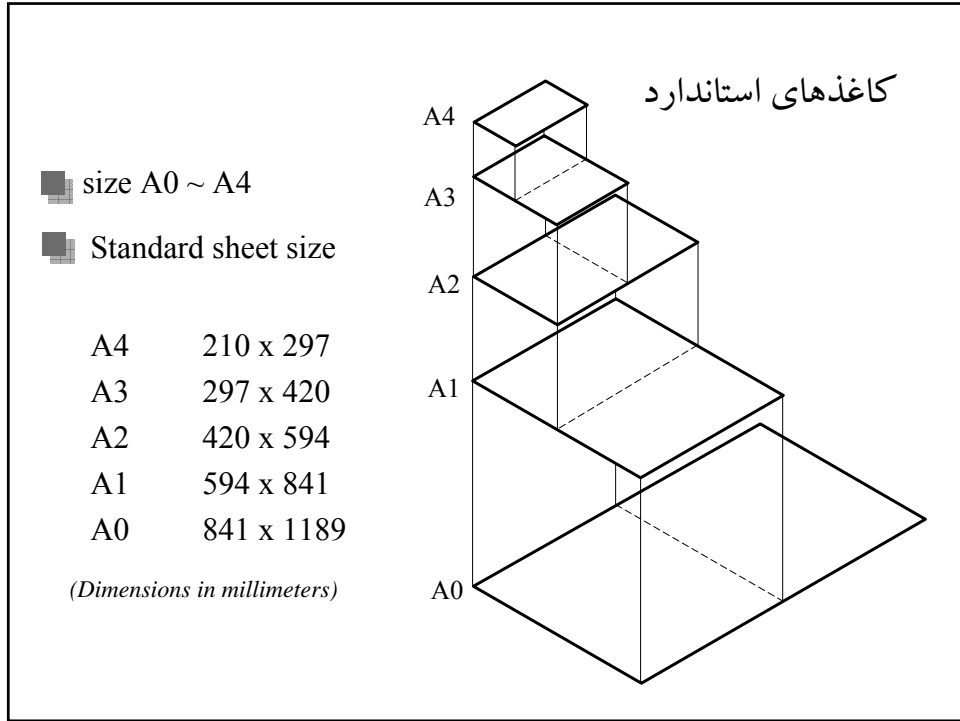 کاغذهای استاندارد
size A0 ~ A4
Standard sheet size
A4 210 x 297
A3 297 x 420
A2 420 x 594
A1 594 x 841
A0 841 x 1189
(Dimensions in millimeters)
A4
A3
A2
A1
A0